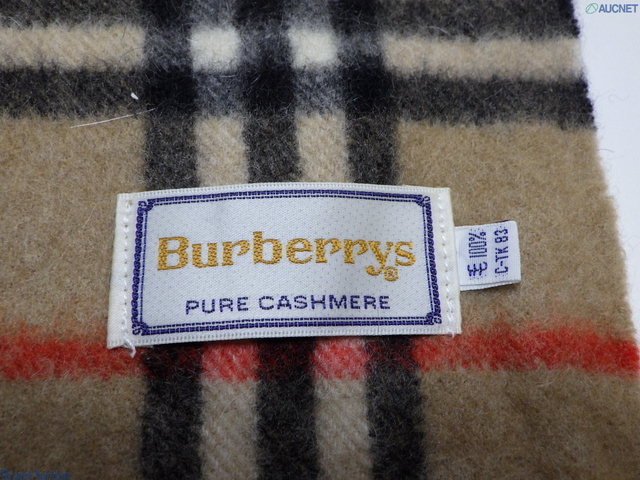 AUCNET
Burberrys®
PURE CASHMERE
毛 100%
C-TK 83